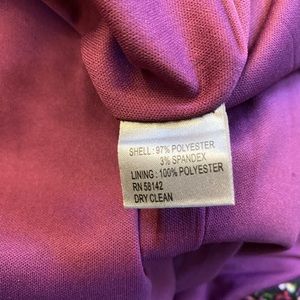 SHELL : 97% POLYESTER
3% SPANDEX
LINING : 100% POLYESTER
RN 58142
DRY CLEAN